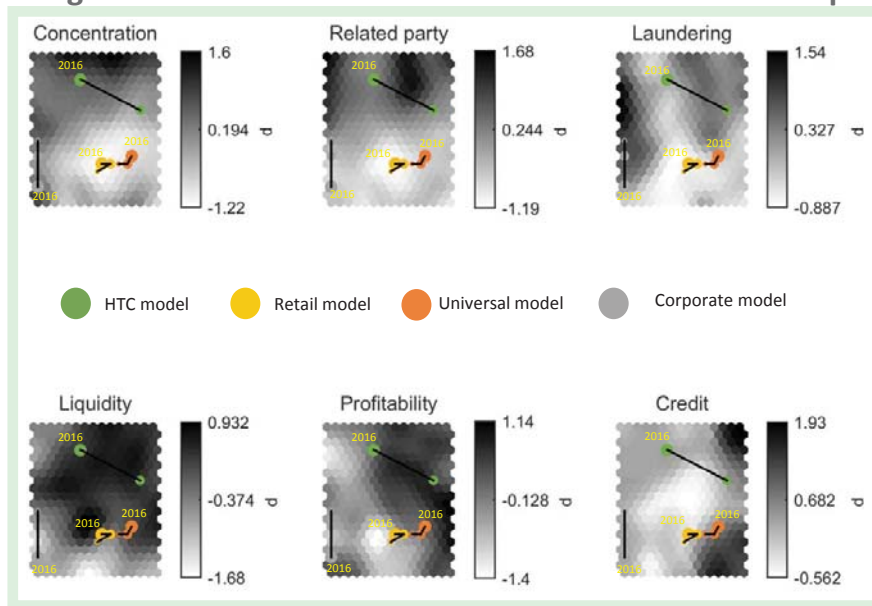 Concentration
Related party
Laundering
2016
2016
2016
2016
1.6
0.194
-1.22
d
2016
2016
1.68
0.244
-1.19
d
2016
2016
2016
2016
1.54
0.327
-0.887
d
HTC model
Retail model
Universal model
Corporate model
Liquidity
Profitability
Credit
2016
2016
2016
2016
0.932
-0.374
-1.68
d
2016
2016
2016
2016
1.14
-0.128
-1.4
d
2016
2016
2016
2016
1.93
0.682
-0.562
d